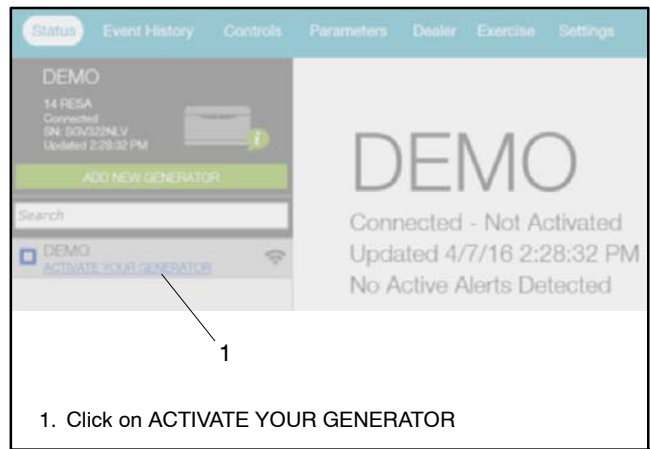 Status Event History Controls Parameters Dealer Exercise Settings
DEMO
14 RESA
Connected
SN: SGV322NLV
Updated 2:28:32 PM
ADD NEW GENERATOR
Search
DEMO
ACTIVATE YOUR GENERATOR
DEMO
Connected - Not Activated
Updated 4/7/16 2:28:32 PM
No Active Alerts Detected
1
1. Click on ACTIVATE YOUR GENERATOR